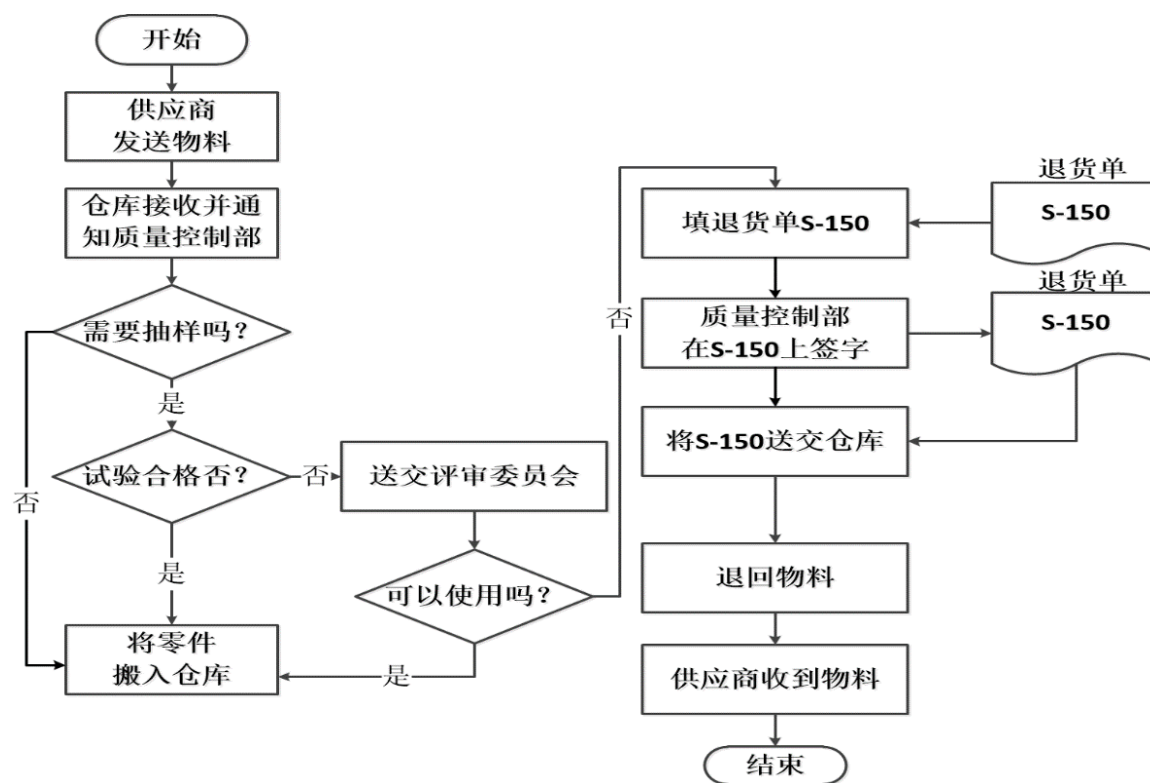 开始
供应商
发送物料
仓库接收并通
知质量控制部
需要抽样吗？
是
试验合格否？
否
否
是
将零件
搬入仓库
送交评审委员会
可以使用吗？
是
否
填退货单S-150
退货单
S-150
质量控制部
在S-150上签字
退货单
S-150
将S-150送交仓库
退回物料
供应商收到物料
结束